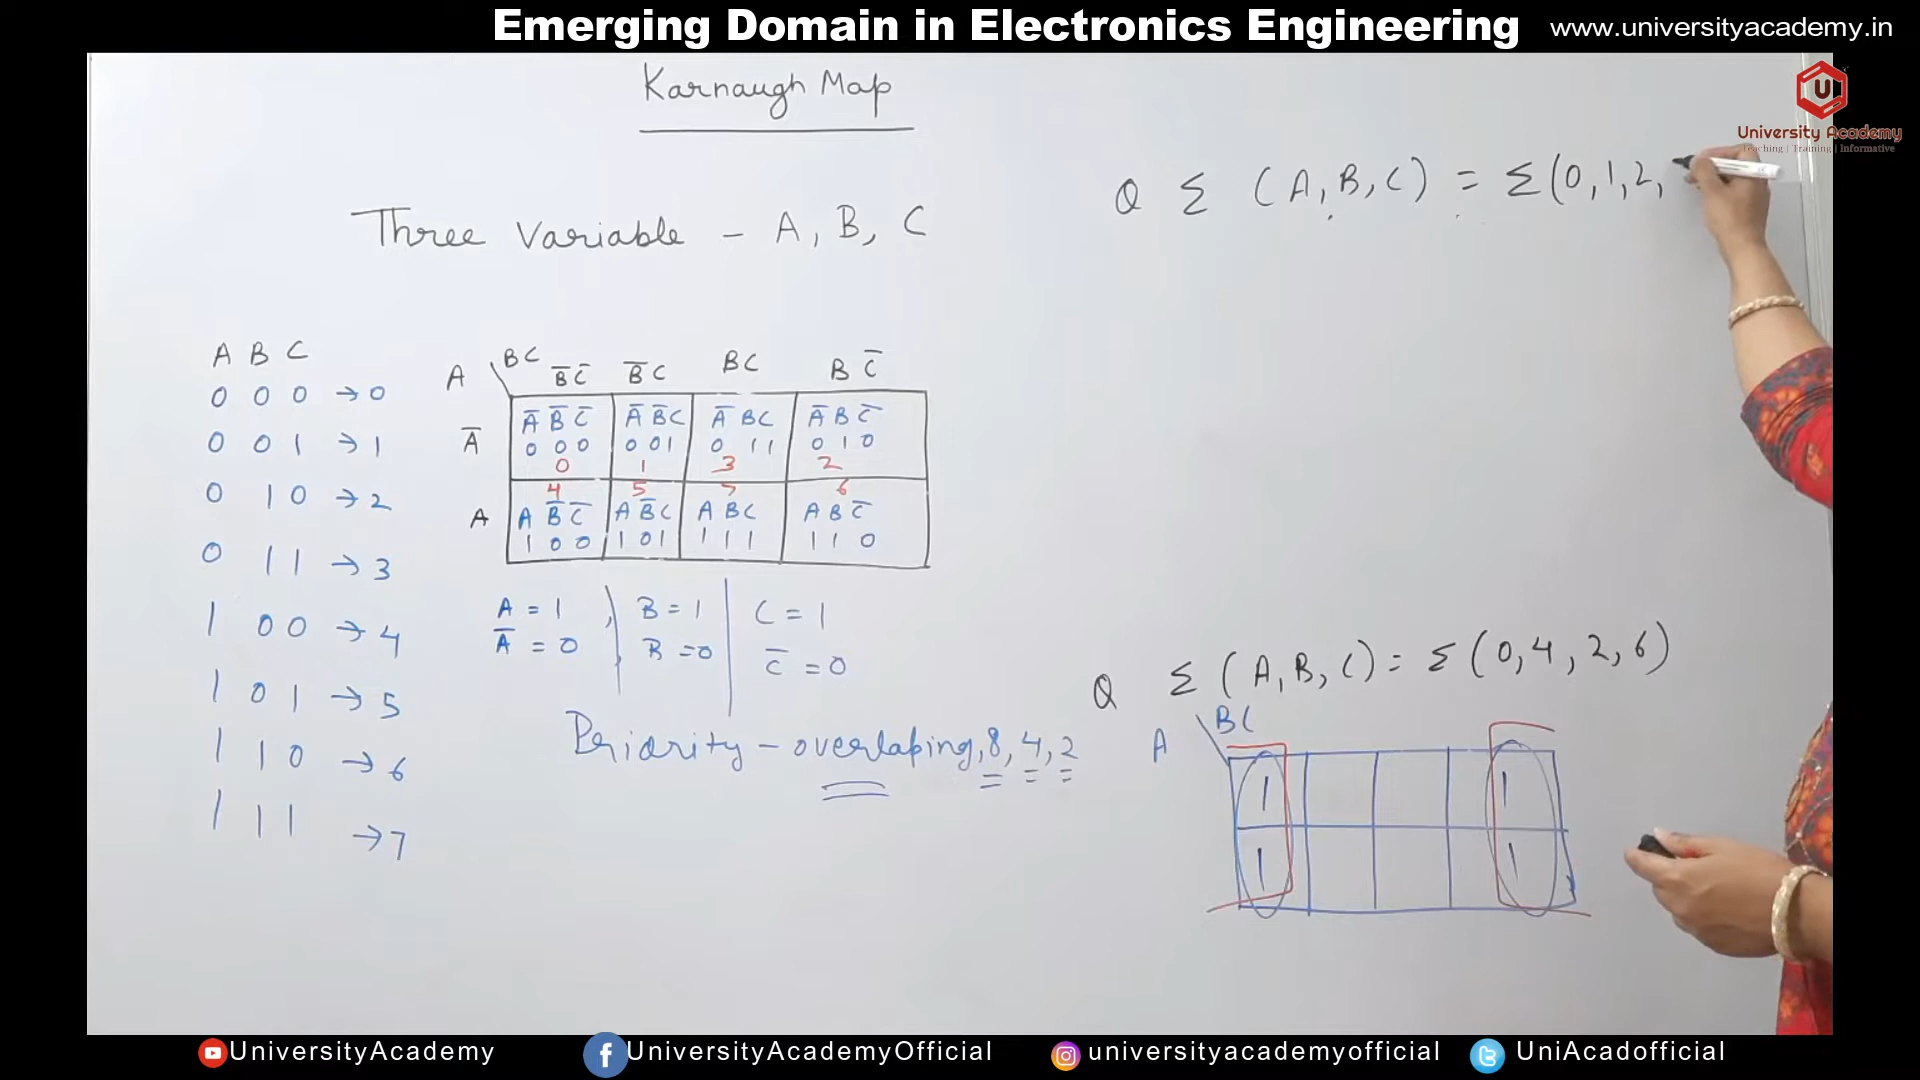 Emerging Domain in Electronics Engineering
www.universityacademy.in
U
University Academy
Teaching | Training | Informative
Karnaugh Map
Three Variable - A, B, C
Q Σ (A, B, C) = Σ(0,1,2,
A B C
0 0 0 → 0
0 0 1 → 1
0 1 0 → 2
0 1 1 → 3
1 0 0 → 4
1 0 1 → 5
1 1 0 → 6
1 1 1 → 7
A \ BC B̅C̅ B̅C BC BC̅
A̅ A̅B̅C̅ A̅B̅C A̅BC A̅BC̅
000 001 011 010
0 1 3 2
4 5 7 6
A AB̅C̅ AB̅C ABC ABC̅
100 101 111 110
A = 1, B = 1 C = 1
A̅ = 0 B = 0 C̅ = 0
Priority - overlaping, 8, 4, 2
Q Σ (A, B, C) = Σ (0, 4, 2, 6)
A \ BC
1 1
1 1
UniversityAcademy
UniversityAcademyOfficial
universityacademyofficial
UniAcadofficial